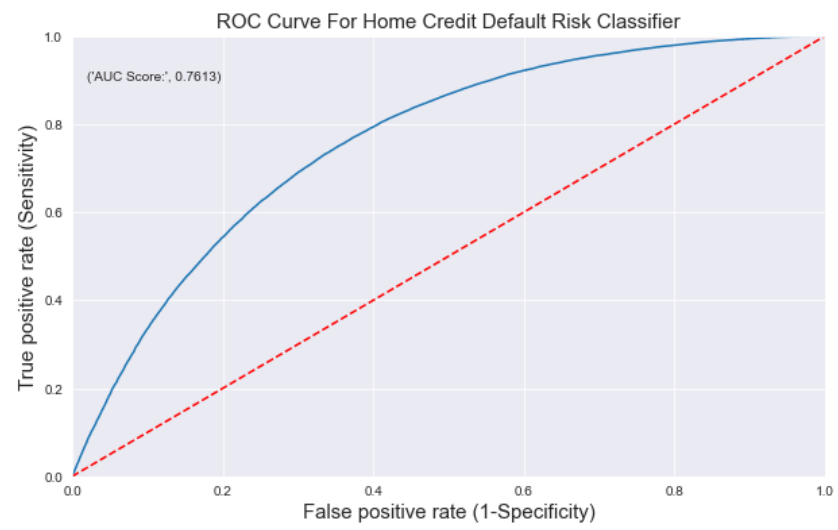 ROC Curve For Home Credit Default Risk Classifier
1.0
('AUC Score:', 0.7613)
0.8
0.6
0.4
0.2
0.0
True positive rate (Sensitivity)
0.0 0.2 0.4 0.6 0.8 1.0
False positive rate (1-Specificity)